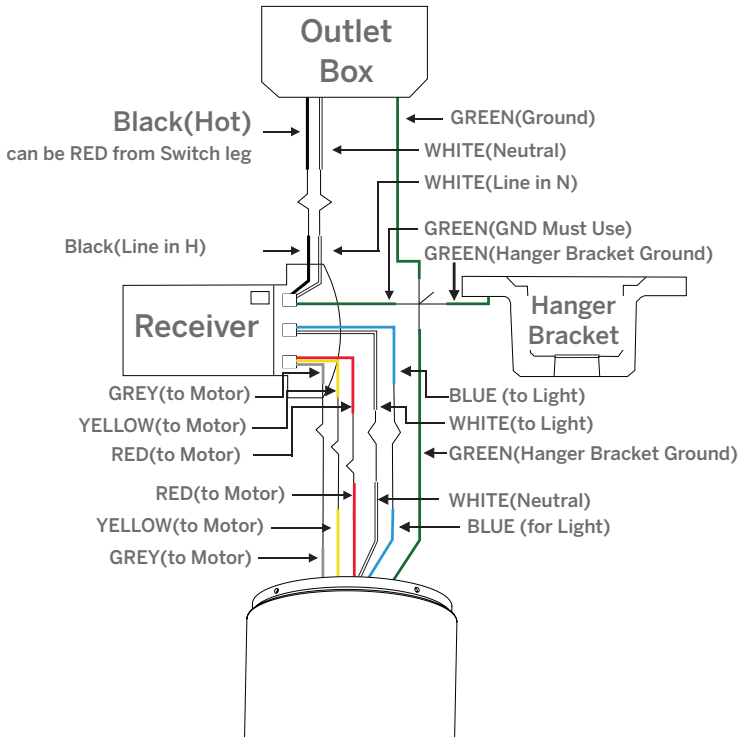 Outlet
Box
Black(Hot)
can be RED from Switch leg
GREEN(Ground)
WHITE(Neutral)
WHITE(Line in N)
GREEN(GND Must Use)
Black(Line in H)
GREEN(Hanger Bracket Ground)
Receiver
Hanger
Bracket
GREY(to Motor)
BLUE (to Light)
YELLOW(to Motor)
WHITE(to Light)
RED(to Motor)
GREEN(Hanger Bracket Ground)
RED(to Motor)
WHITE(Neutral)
YELLOW(to Motor)
BLUE (for Light)
GREY(to Motor)